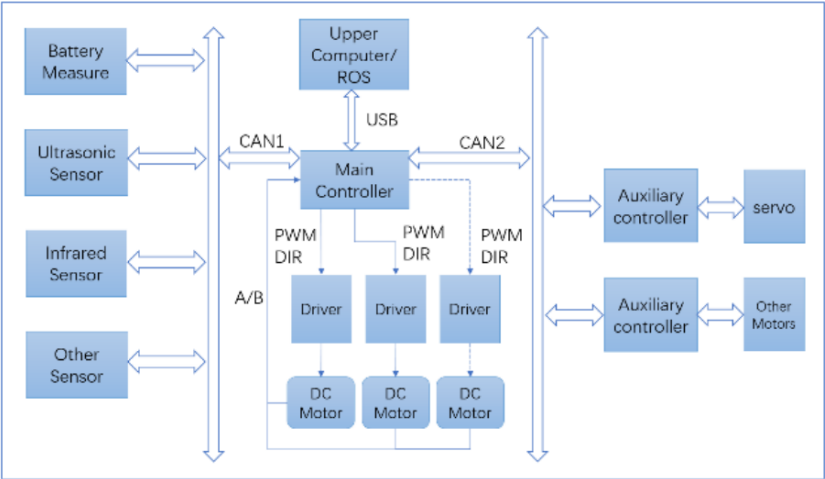 Battery
Measure
Ultrasonic
Sensor
Infrared
Sensor
Other
Sensor
CAN1
Upper
Computer/
ROS
USB
CAN2
Main
Controller
PWM
DIR
PWM
DIR
PWM
DIR
A/B
Driver
Driver
Driver
DC
Motor
DC
Motor
DC
Motor
Auxiliary
controller
servo
Auxiliary
controller
Other
Motors